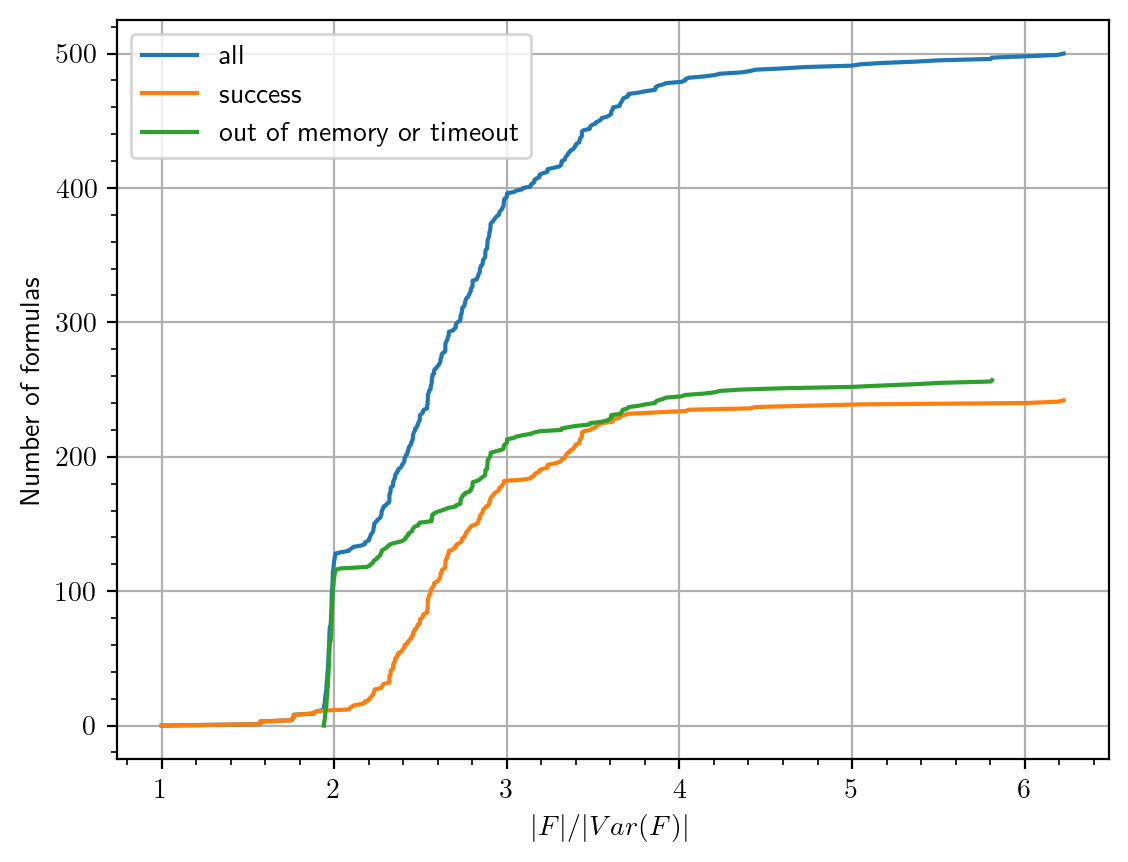 all
success
out of memory or timeout
Number of formulas
500
400
300
200
100
0
1 2 3 4 5 6
|F|/|Var(F)|